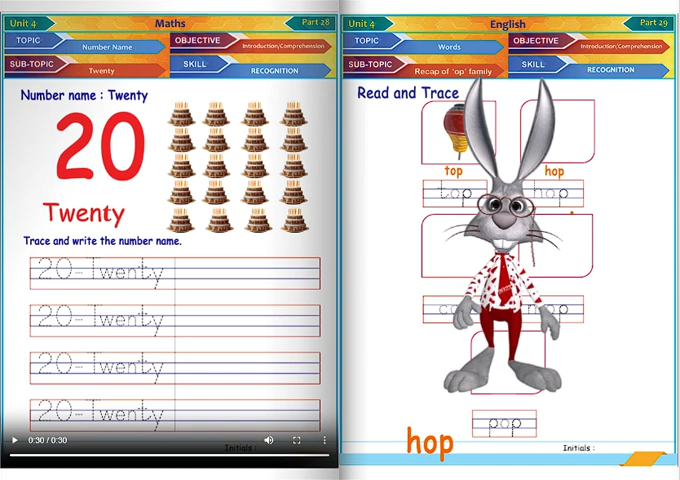 Unit 4 Maths Part 28
TOPIC Number Name OBJECTIVE Introduction/Comprehension
SUB-TOPIC Twenty SKILL RECOGNITION
Number name : Twenty
20
Twenty
Trace and write the number name.
20-Twenty
20-Twenty
20-Twenty
20-Twenty
0:30 / 0:30
Initials :
Unit 4 English Part 29
TOPIC Words OBJECTIVE Introduction/Comprehension
SUB-TOPIC Recap of 'op' family SKILL RECOGNITION
Read and Trace
top hop
top hop
pop
hop
Initials :